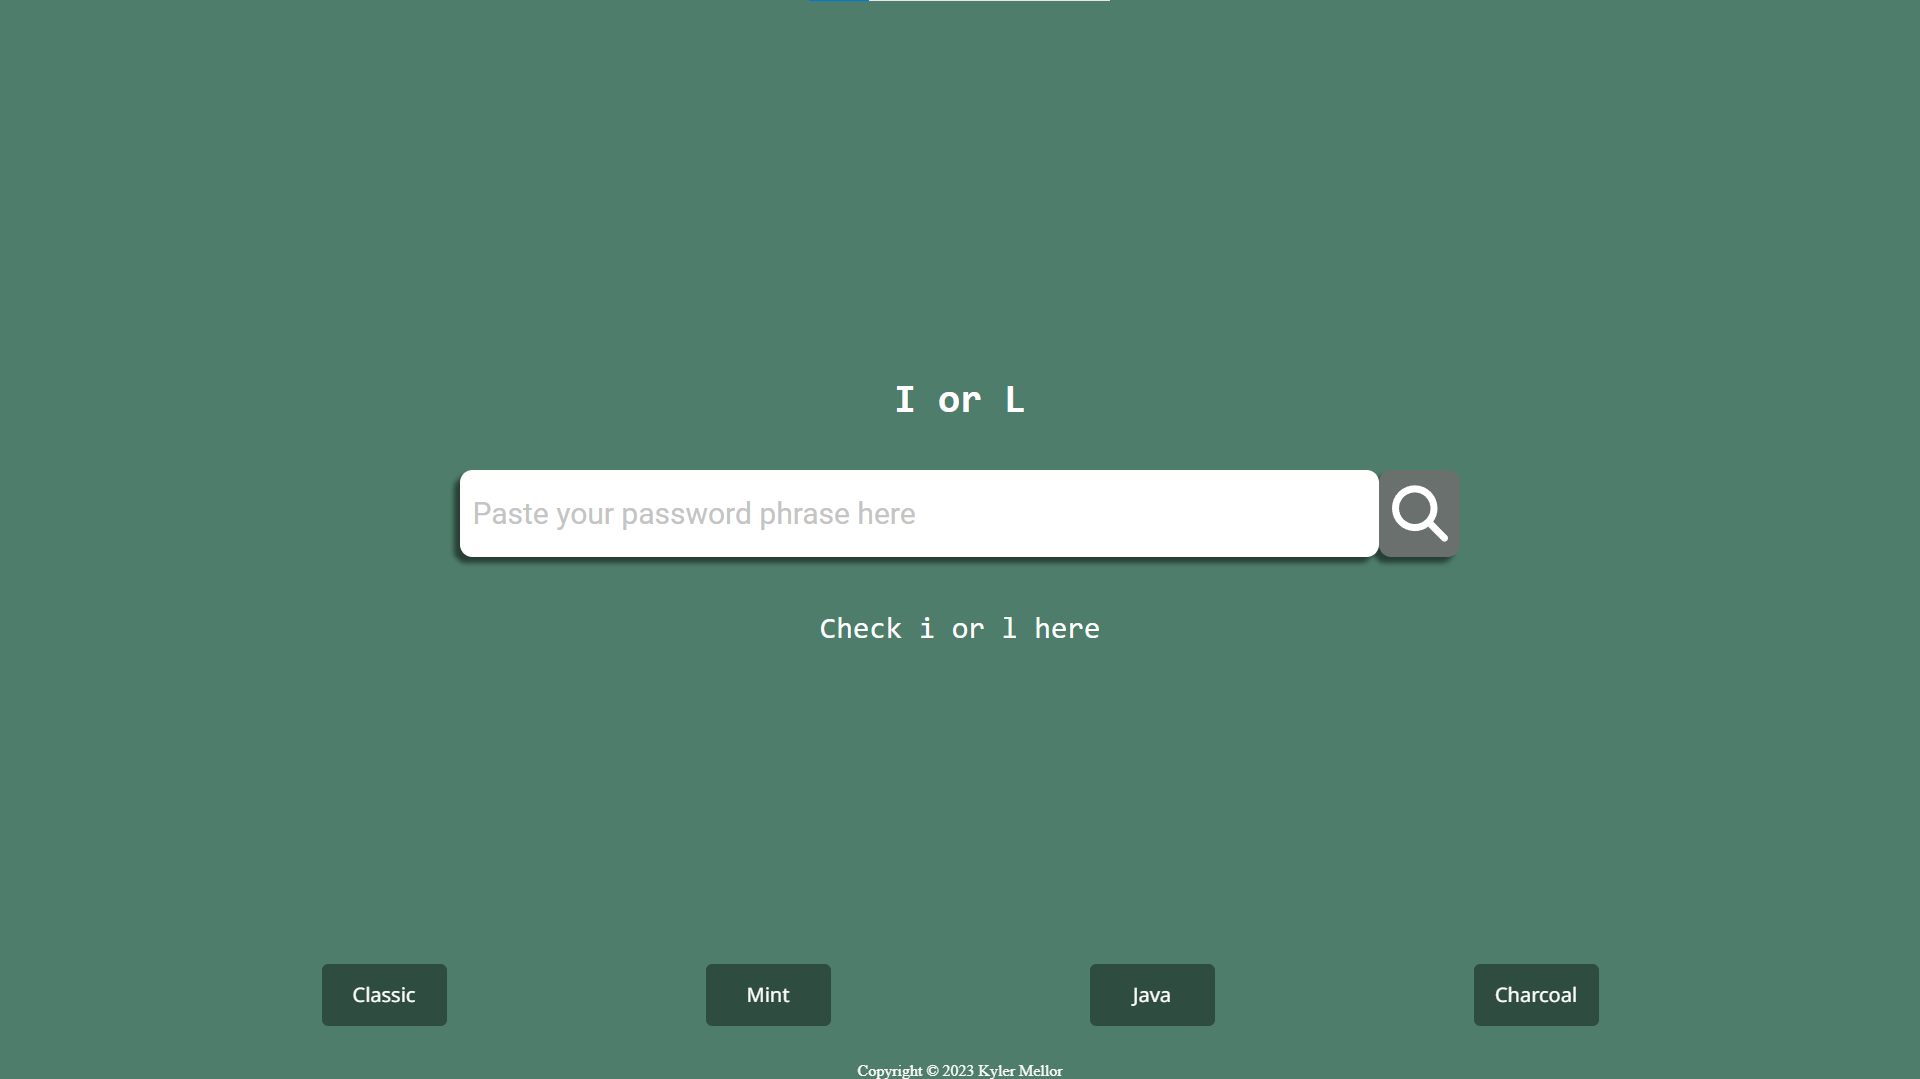 I or L
Paste your password phrase here
Check i or l here
Classic
Mint
Java
Charcoal
Copyright © 2023 Kyler Mellor